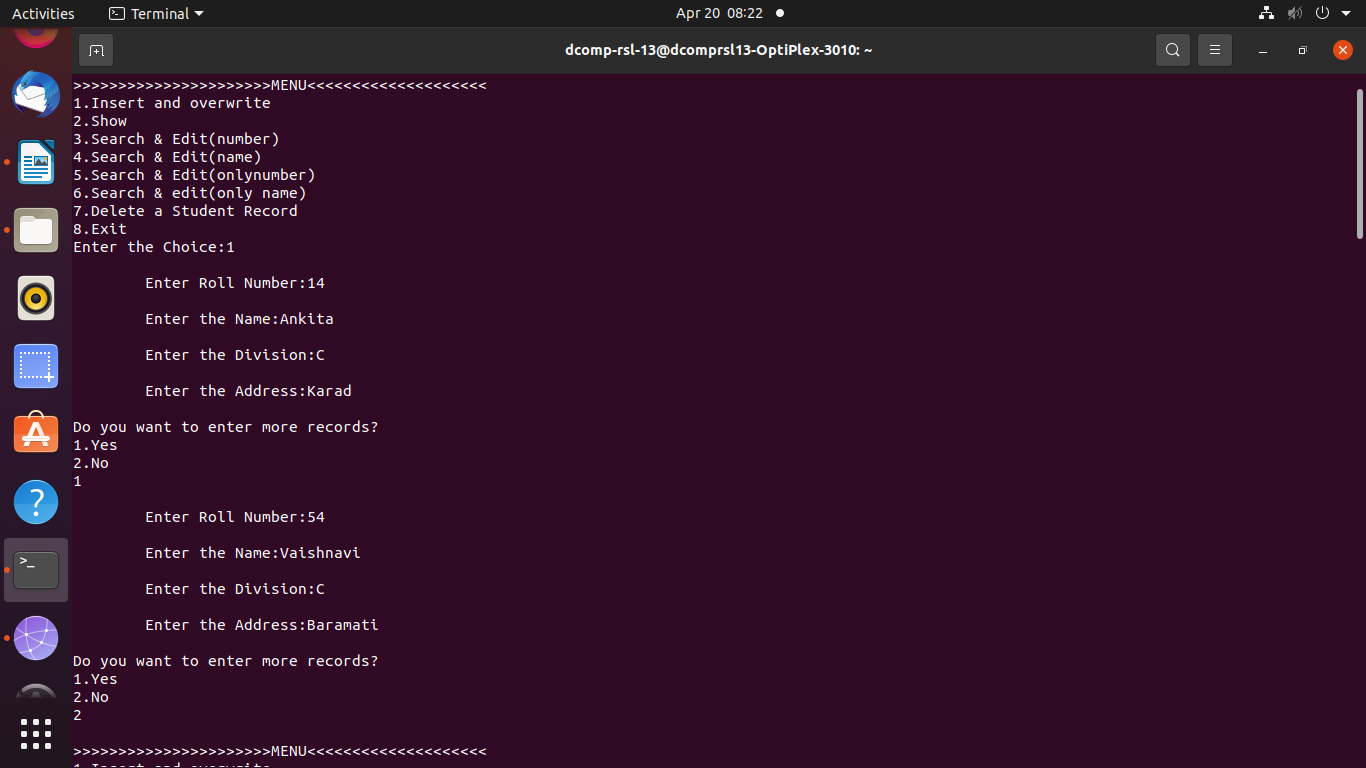 Activities
Terminal
Apr 20 08:22
dcomp-rsl-13@dcomprsl13-OptiPlex-3010: ~
>>>>>>>>>>>>>>>>>>>>>>MENU<<<<<<<<<<<<<<<<<<<<
1.Insert and overwrite
2.Show
3.Search & Edit(number)
4.Search & Edit(name)
5.Search & Edit(onlynumber)
6.Search & edit(only name)
7.Delete a Student Record
8.Exit
Enter the Choice:1
Enter Roll Number:14
Enter the Name:Ankita
Enter the Division:C
Enter the Address:Karad
Do you want to enter more records?
1.Yes
2.No
1
Enter Roll Number:54
Enter the Name:Vaishnavi
Enter the Division:C
Enter the Address:Baramati
Do you want to enter more records?
1.Yes
2.No
2
>>>>>>>>>>>>>>>>>>>>>>MENU<<<<<<<<<<<<<<<<<<<<
1.Insert and overwrite